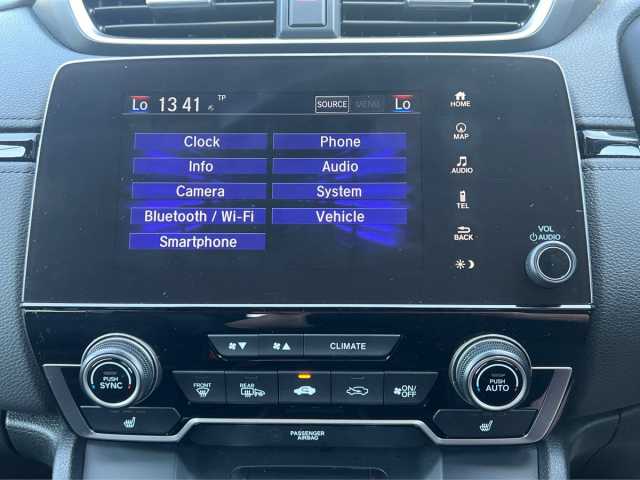 Lo 13 41 TP SOURCE MENU Lo
HOME
MAP
AUDIO
TEL
BACK
Clock Phone
Info Audio
Camera System
Bluetooth / Wi-Fi Vehicle
Smartphone
VOL
AUDIO
CLIMATE
PUSH
SYNC
FRONT REAR ON/
OFF
PUSH
AUTO
PASSENGER
AIRBAG